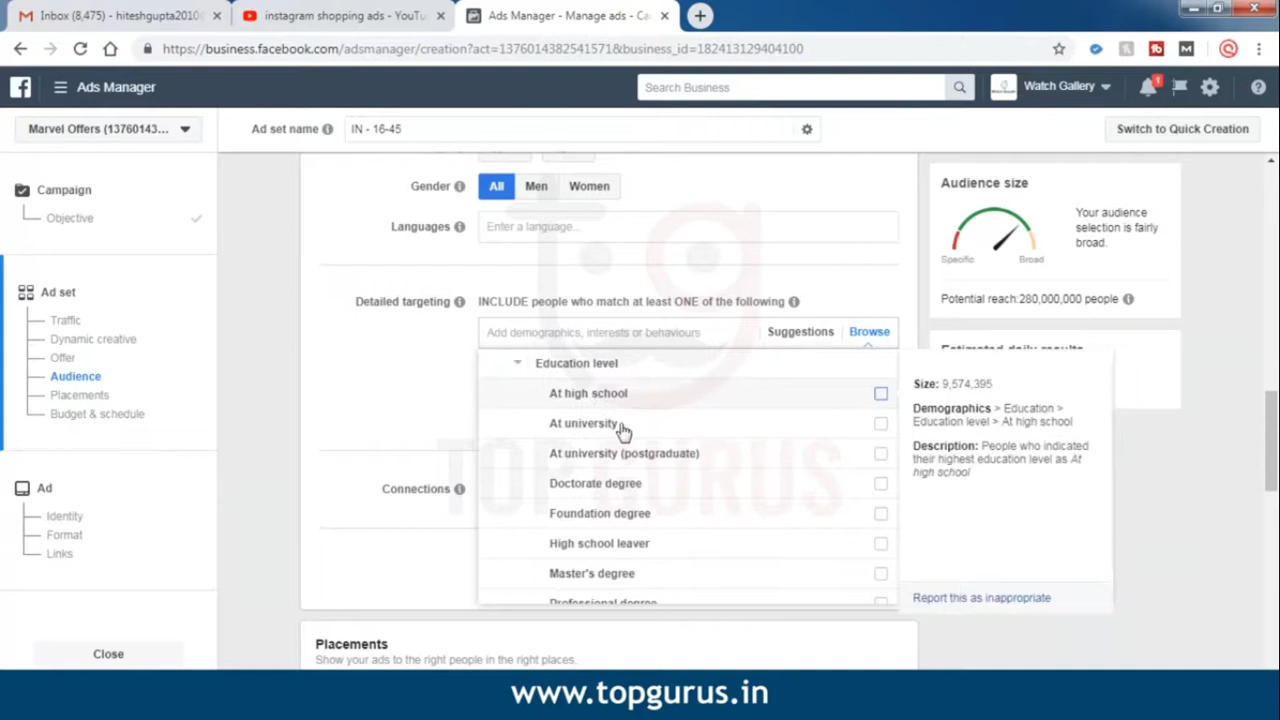 Inbox (8,475) - hiteshgupta2010@
instagram shopping ads - YouTu
Ads Manager - Manage ads - Ca
https://business.facebook.com/adsmanager/creation?act=1376014382541571&business_id=182413129404100
Ads Manager
Search Business
Watch Gallery
1
Marvel Offers (13760143...
Ad set name
IN - 16-45
Switch to Quick Creation
Campaign
Objective
Ad set
Traffic
Dynamic creative
Offer
Audience
Placements
Budget & schedule
Ad
Identity
Format
Links
Close
Gender
All
Men
Women
Languages
Enter a language...
Detailed targeting
INCLUDE people who match at least ONE of the following
Add demographics, interests or behaviours
Suggestions
Browse
Education level
At high school
At university
At university (postgraduate)
Doctorate degree
Foundation degree
High school leaver
Master's degree
Professional degree
Connections
Placements
Show your ads to the right people in the right places.
Audience size
Specific
Broad
Your audience
selection is fairly
broad.
Potential reach:280,000,000 people
Estimated daily results
Size: 9,574,395
Demographics > Education >
Education level > At high school
Description: People who indicated
their highest education level as At
high school
Report this as inappropriate
TOP GURUS
www.topgurus.in